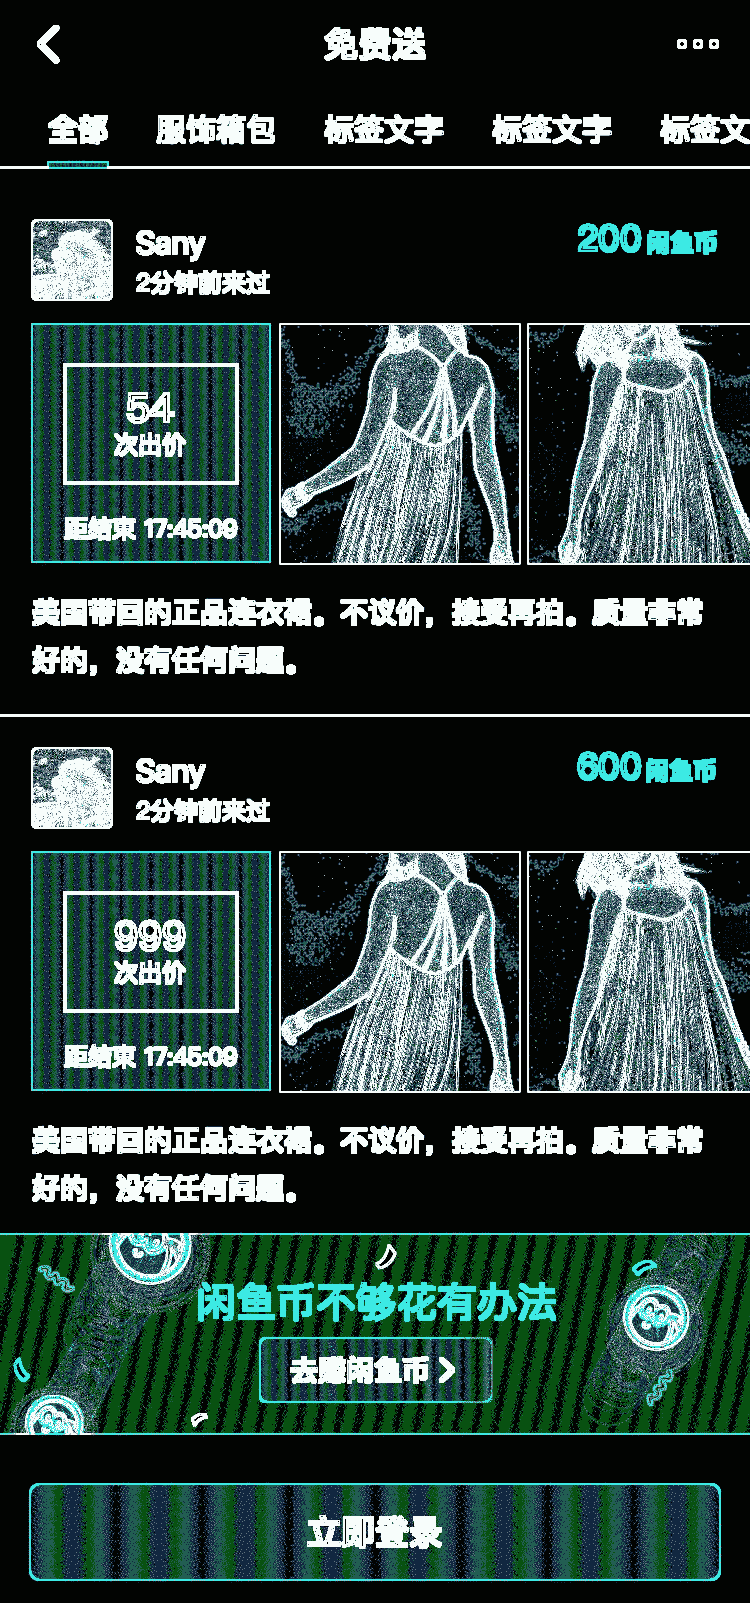 免费送
全部 服饰箱包 标签文字 标签文字 标签文
Sany
200闲鱼币
2分钟前来过
54
次出价
距结束 17:45:09
美国带回的正品连衣裙。不议价，接受再拍。质量非常
好的，没有任何问题。
Sany
600闲鱼币
2分钟前来过
999
次出价
距结束 17:45:09
美国带回的正品连衣裙。不议价，接受再拍。质量非常
好的，没有任何问题。
闲鱼币不够花有办法
去赚闲鱼币
立即登录